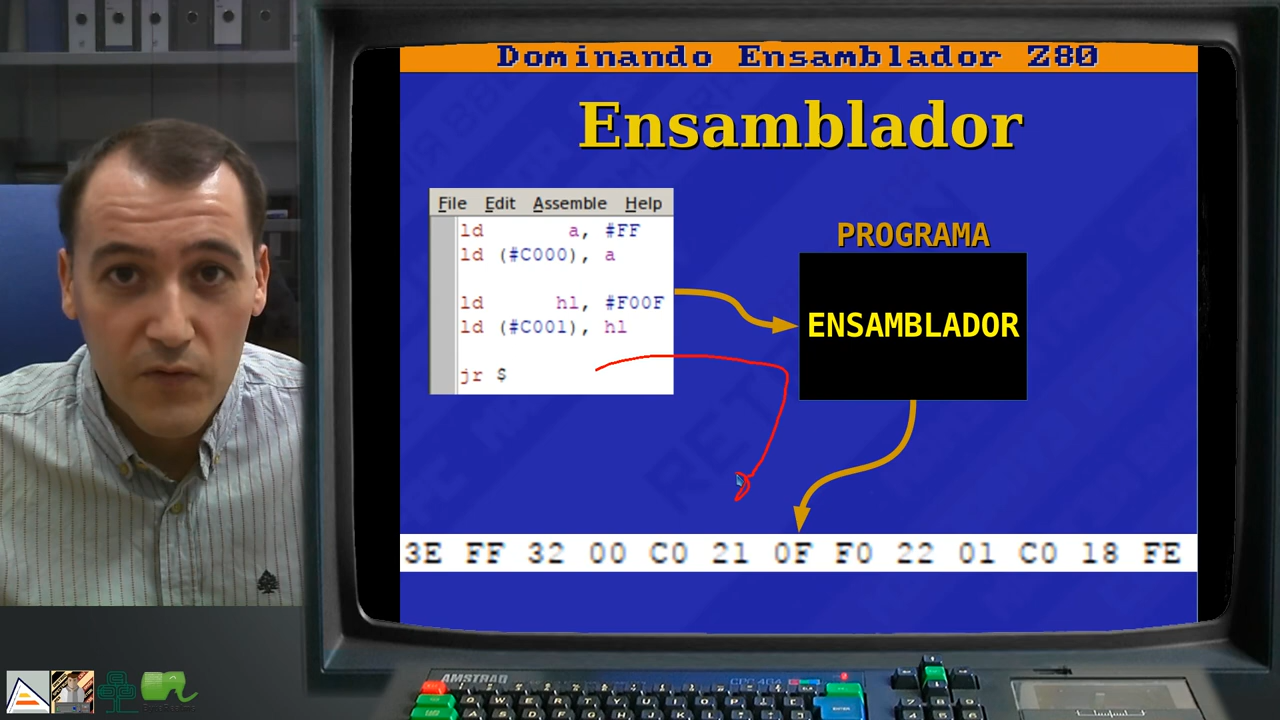 Dominando Ensamblador Z80
Ensamblador
File Edit Assemble Help
ld a, #FF
ld (#C000), a
ld hl, #F00F
ld (#C001), hl
jr $
PROGRAMA
ENSAMBLADOR
3E FF 32 00 C0 21 0F F0 22 01 C0 18 FE
AMSTRAD